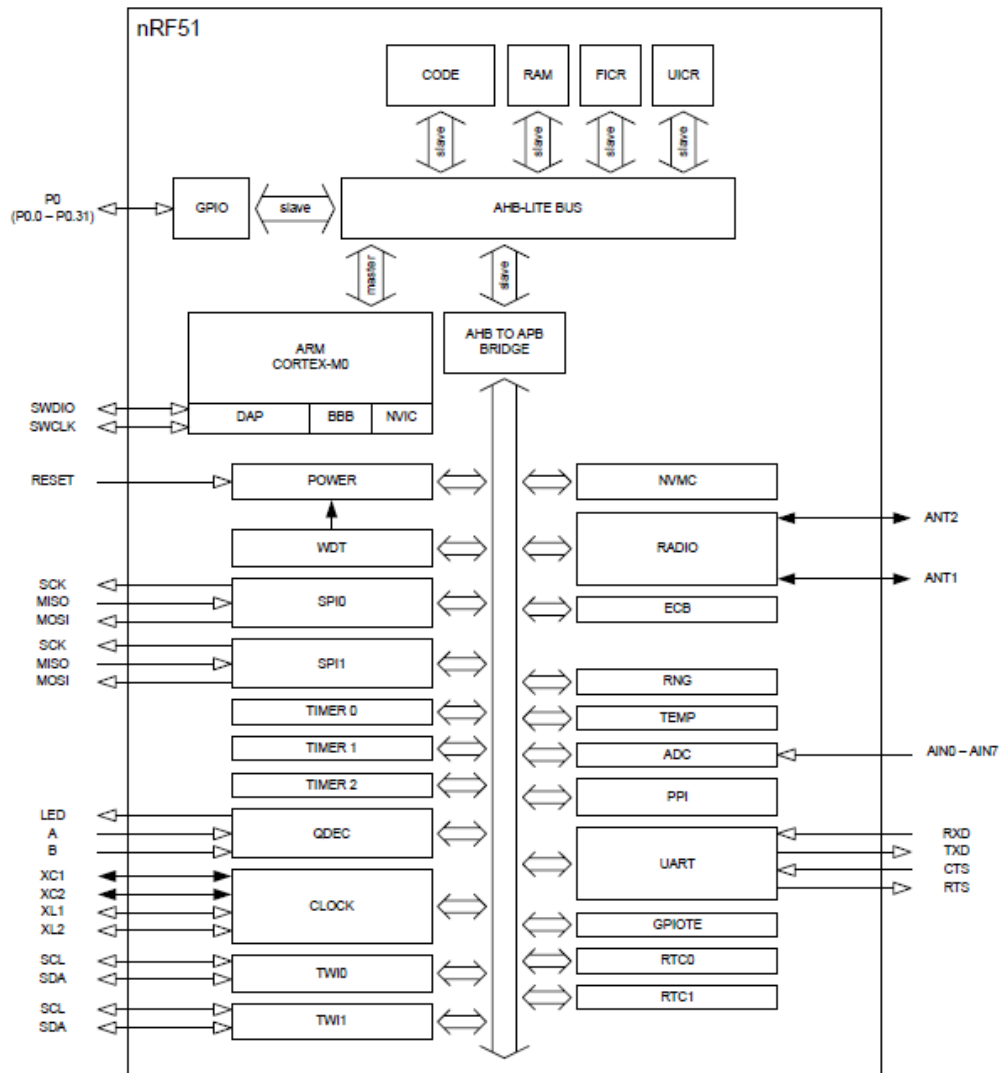 nRF51
CODE
RAM
FICR
UICR
slave
slave
slave
slave
P0
(P0.0 – P0.31)
GPIO
slave
AHB-LITE BUS
master
slave
ARM
CORTEX-M0
AHB TO APB
BRIDGE
SWDIO
SWCLK
DAP
BBB
NVIC
RESET
POWER
NVMC
WDT
RADIO
ANT2
ANT1
SCK
MISO
MOSI
SPI0
ECB
SCK
MISO
MOSI
SPI1
RNG
TIMER 0
TEMP
TIMER 1
ADC
AIN0 – AIN7
TIMER 2
PPI
LED
A
B
QDEC
UART
RXD
TXD
CTS
RTS
XC1
XC2
XL1
XL2
CLOCK
GPIOTE
SCL
SDA
TWI0
RTC0
RTC1
SCL
SDA
TWI1